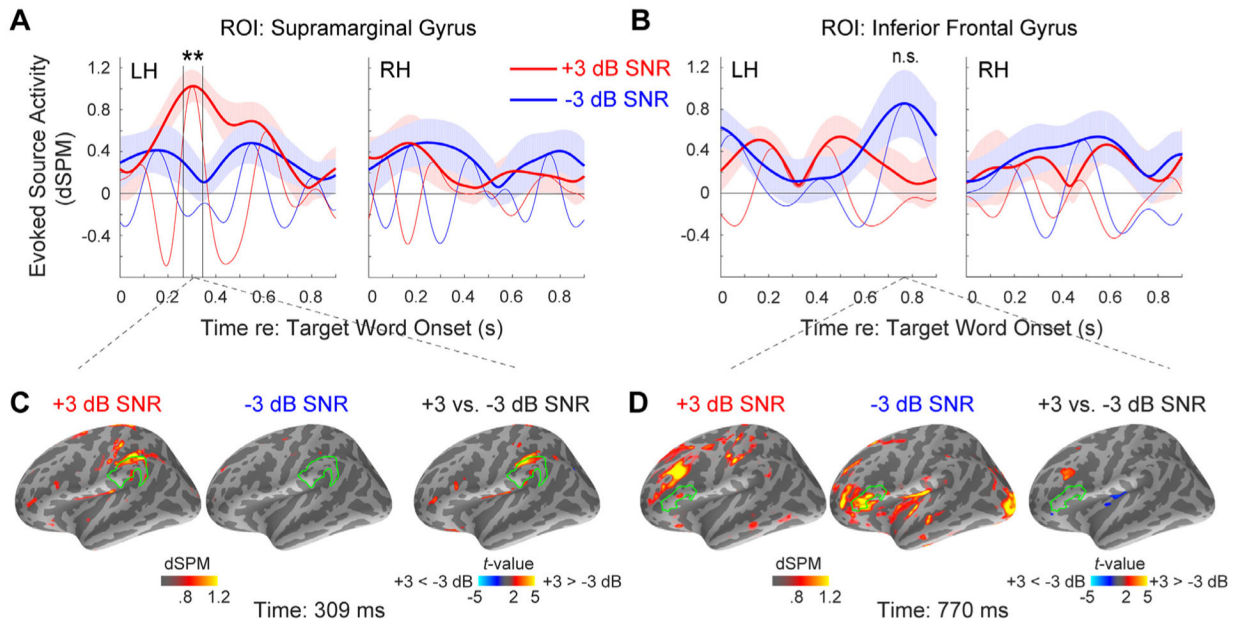 A
ROI: Supramarginal Gyrus
B
ROI: Inferior Frontal Gyrus
Evoked Source Activity
(dSPM)
1.2
0.8
0.4
0
-0.4
LH
**
RH
+3 dB SNR
-3 dB SNR
0 0.2 0.4 0.6 0.8
0 0.2 0.4 0.6 0.8
Time re: Target Word Onset (s)
1.2
0.8
0.4
0
-0.4
LH
n.s.
RH
0 0.2 0.4 0.6 0.8
0 0.2 0.4 0.6 0.8
Time re: Target Word Onset (s)
C
+3 dB SNR
-3 dB SNR
+3 vs. -3 dB SNR
dSPM
.8 1.2
t-value
+3 < -3 dB
+3 > -3 dB
-5 2 5
Time: 309 ms
D
+3 dB SNR
-3 dB SNR
+3 vs. -3 dB SNR
dSPM
.8 1.2
t-value
+3 < -3 dB
+3 > -3 dB
-5 2 5
Time: 770 ms